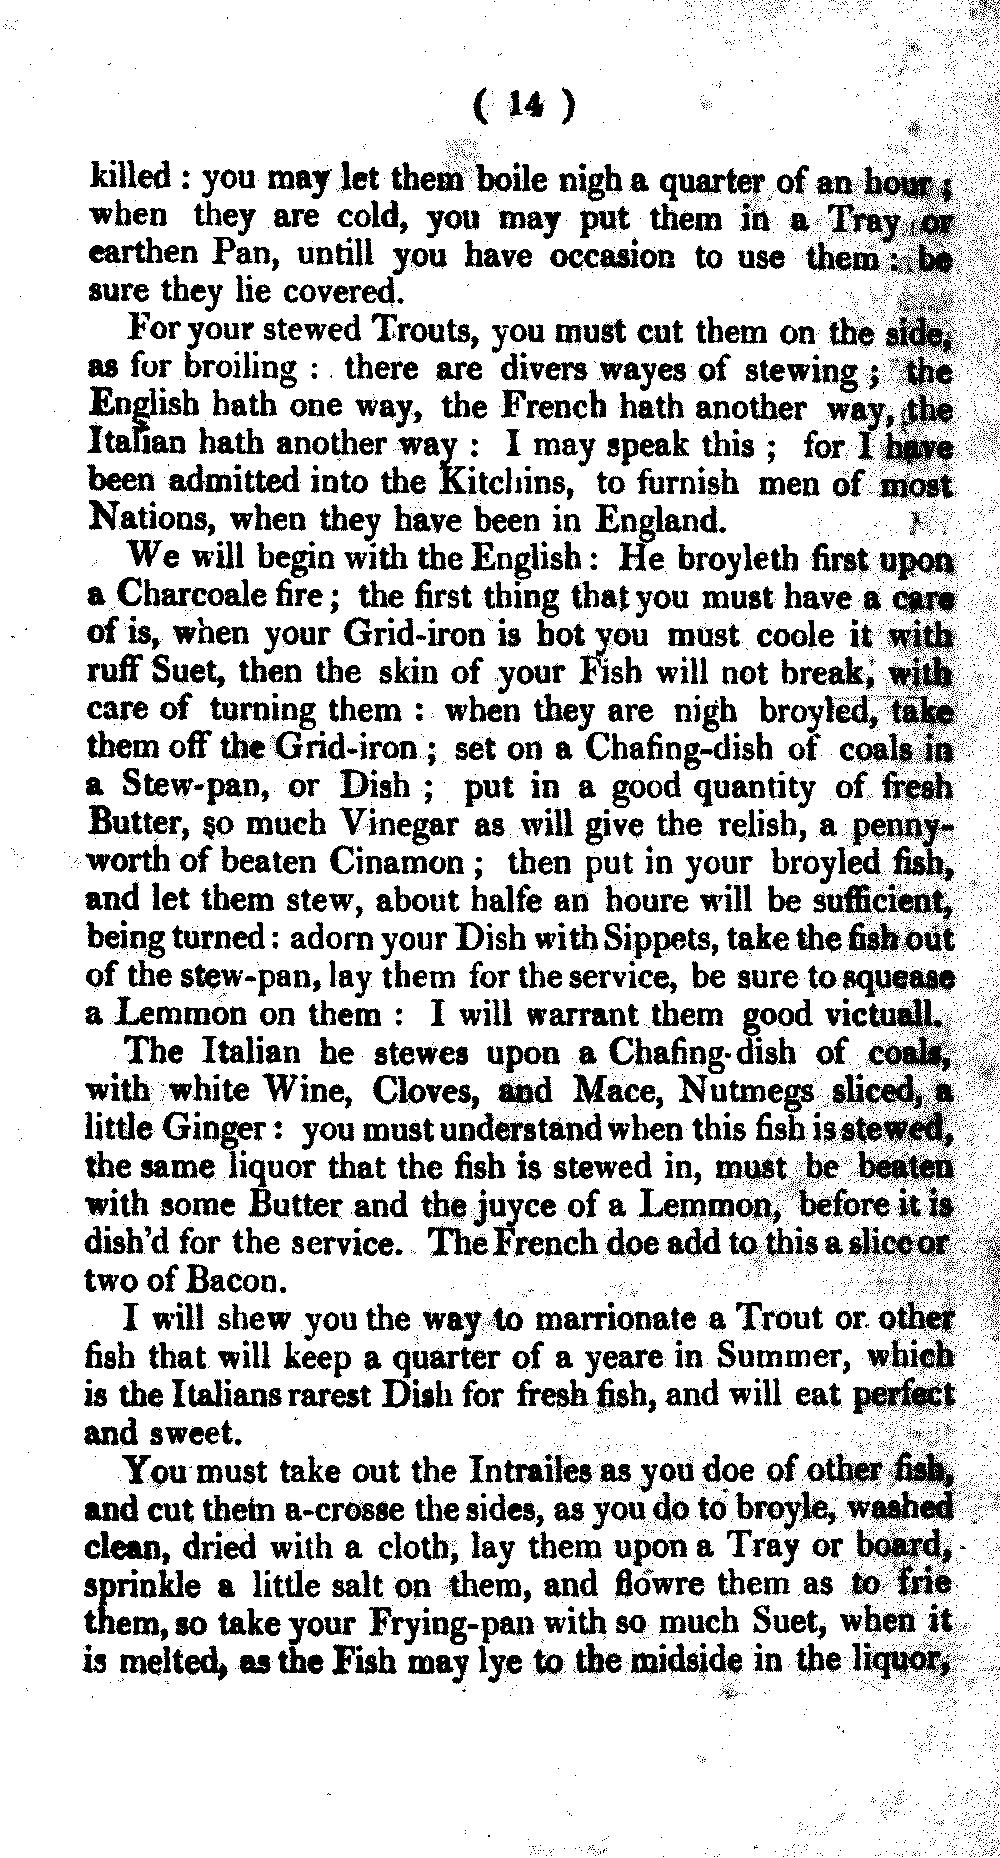 ( 14 )
killed : you may let them boile nigh a quarter of an hour ;
when they are cold, you may put them in a Tray or
earthen Pan, untill you have occasion to use them : be
sure they lie covered.
For your stewed Trouts, you must cut them on the side,
as for broiling : there are divers wayes of stewing ; the
English hath one way, the French hath another way, the
Italian hath another way : I may speak this ; for I have
been admitted into the Kitchins, to furnish men of most
Nations, when they have been in England.
We will begin with the English : He broyleth first upon
a Charcoale fire ; the first thing that you must have a care
of is, when your Grid-iron is hot you must coole it with
ruff Suet, then the skin of your Fish will not break, with
care of turning them : when they are nigh broyled, take
them off the Grid-iron ; set on a Chafing-dish of coals in
a Stew-pan, or Dish ; put in a good quantity of fresh
Butter, so much Vinegar as will give the relish, a penny-
worth of beaten Cinamon ; then put in your broyled fish,
and let them stew, about halfe an houre will be sufficient,
being turned : adorn your Dish with Sippets, take the fish out
of the stew-pan, lay them for the service, be sure to squease
a Lemmon on them : I will warrant them good victuall.
The Italian he stewes upon a Chafing-dish of coals,
with white Wine, Cloves, and Mace, Nutmegs sliced, a
little Ginger : you must understand when this fish is stewed,
the same liquor that the fish is stewed in, must be beaten
with some Butter and the juyce of a Lemmon, before it is
dish'd for the service. The French doe add to this a slice or
two of Bacon.
I will shew you the way to marrionate a Trout or other
fish that will keep a quarter of a yeare in Summer, which
is the Italians rarest Dish for fresh fish, and will eat perfect
and sweet.
You must take out the Intrailes as you doe of other fish,
and cut them a-crosse the sides, as you do to broyle, washed
clean, dried with a cloth, lay them upon a Tray or board,
sprinkle a little salt on them, and flowre them as to frie
them, so take your Frying-pan with so much Suet, when it
is melted, as the Fish may lye to the midside in the liquor,